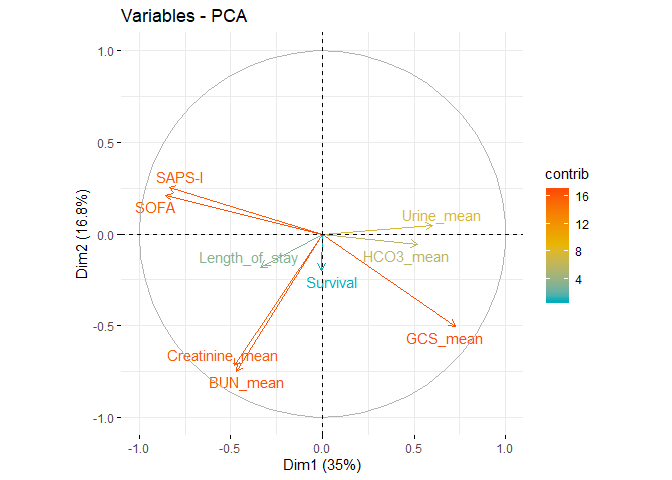 Variables - PCA
1.0
0.5
0.0
-0.5
-1.0
Dim2 (16.8%)
SAPS-I
SOFA
Urine_mean
HCO3_mean
Length_of_stay
Survival
GCS_mean
Creatinine_mean
BUN_mean
-1.0 -0.5 0.0 0.5 1.0
Dim1 (35%)
contrib
16
12
8
4